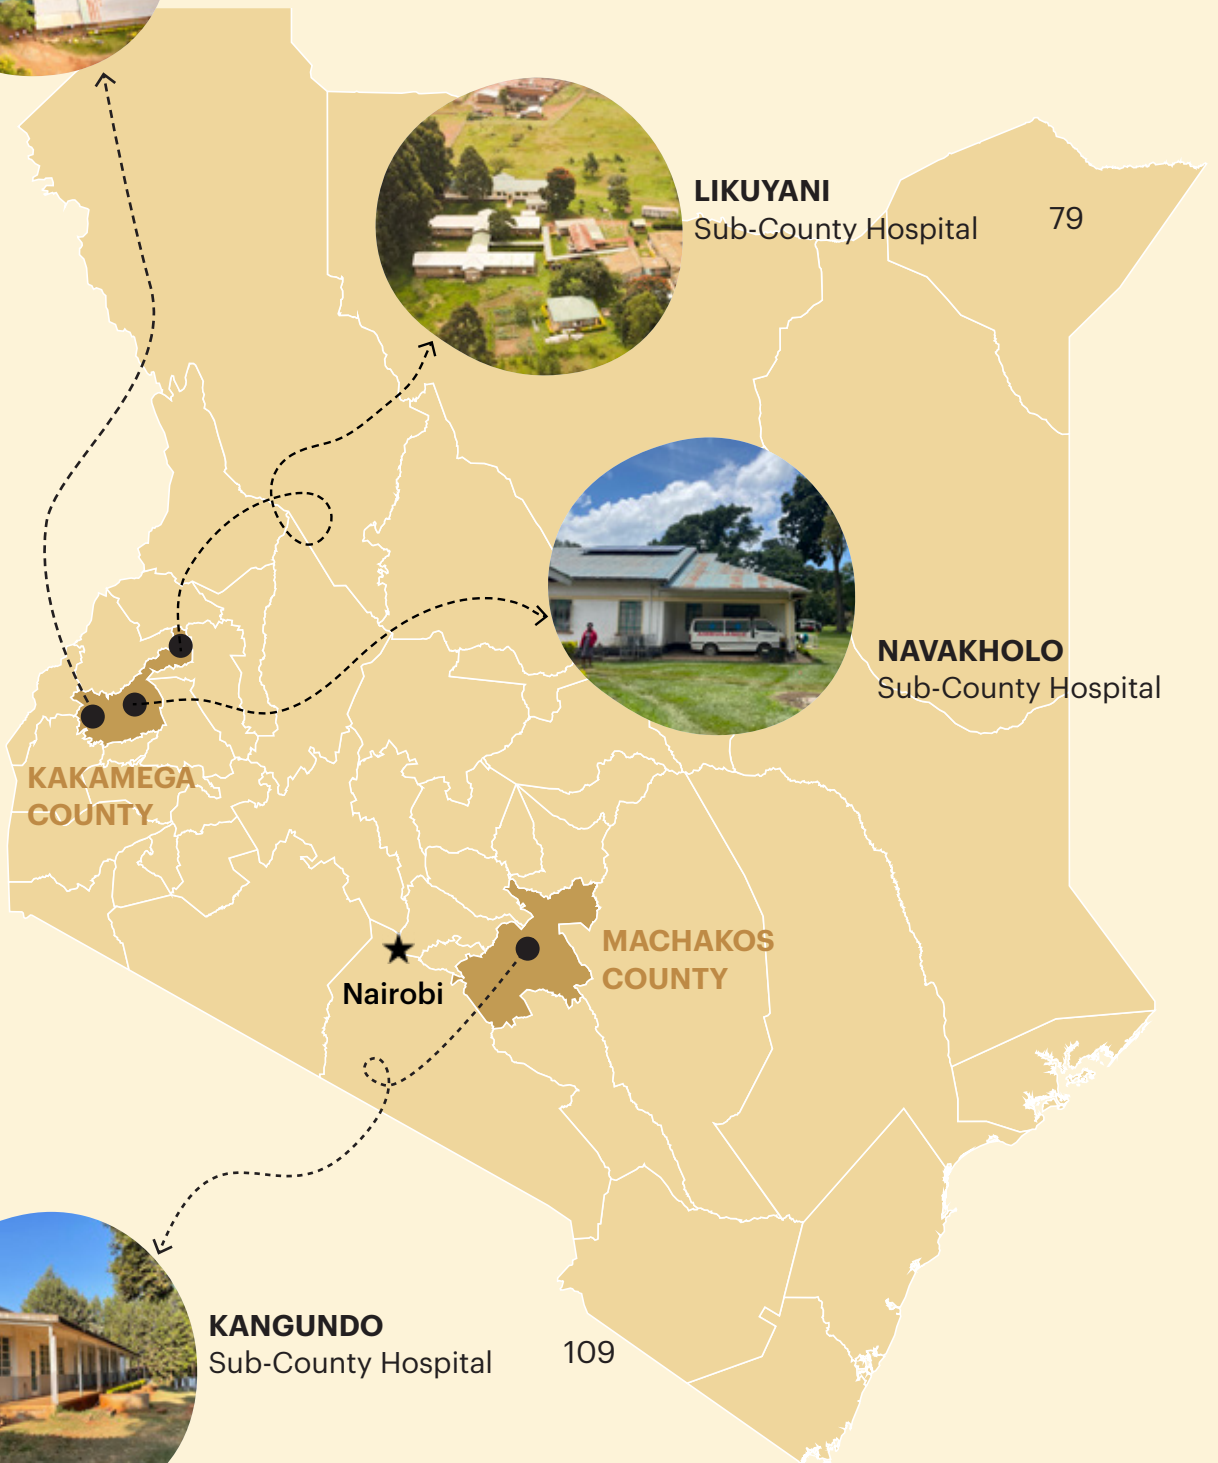 LIKUYANI
Sub-County Hospital 79
NAVAKHOLO
Sub-County Hospital
KAKAMEGA
COUNTY
MACHAKOS
COUNTY
Nairobi
KANGUNDO
Sub-County Hospital 109
AMBULANCE